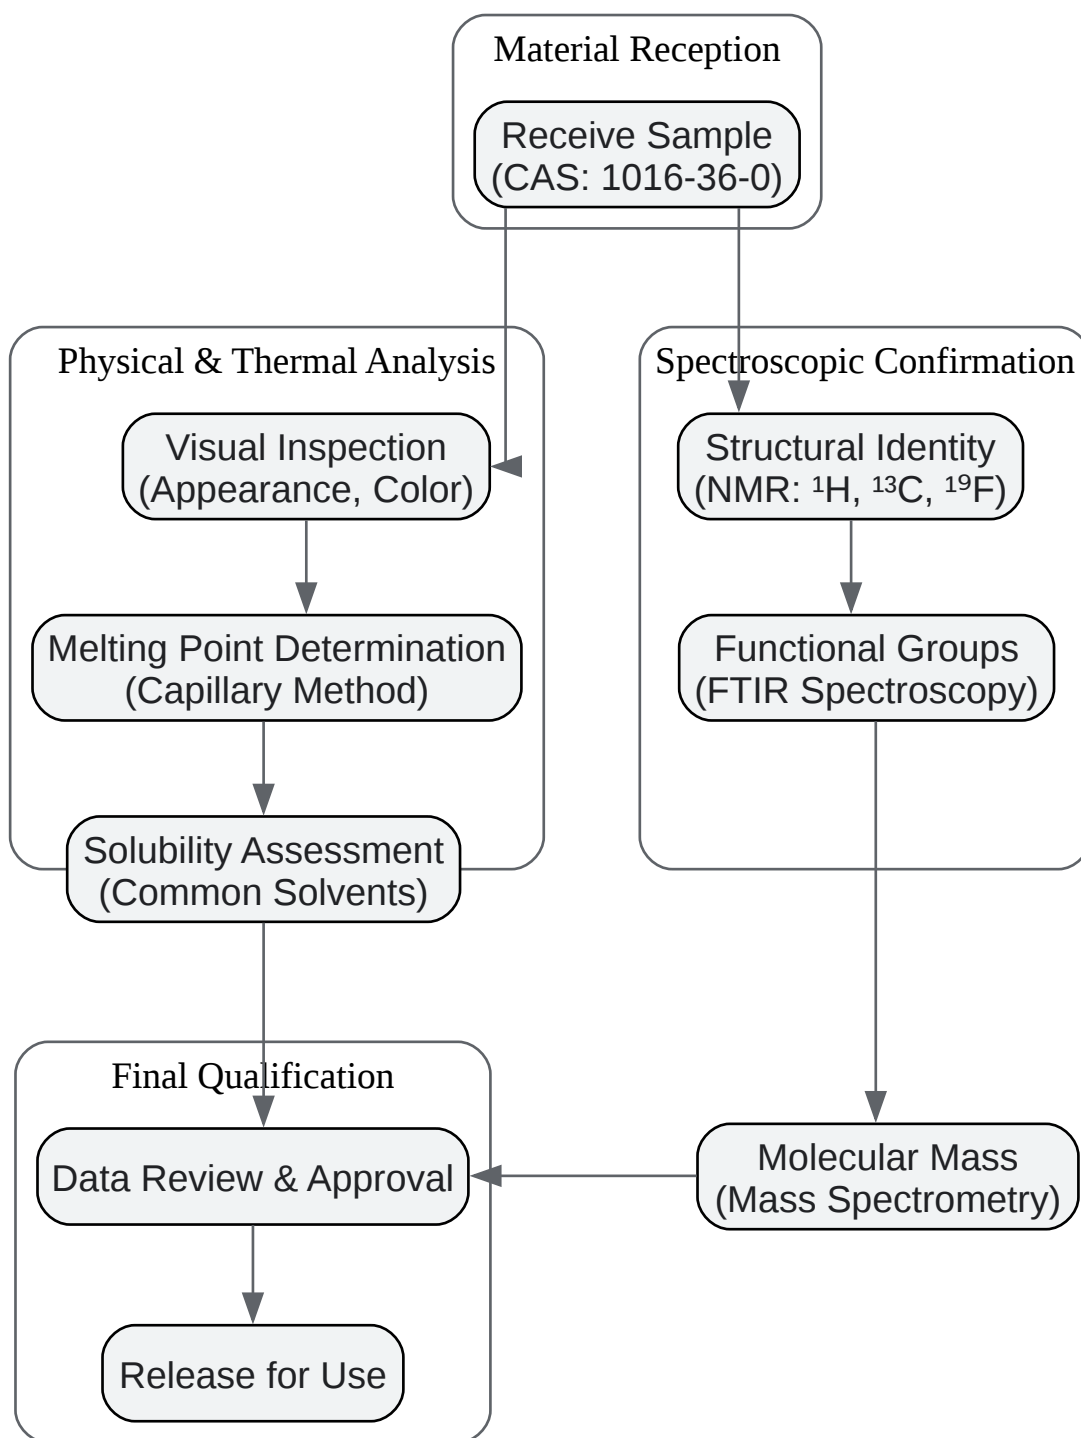 Material Reception
Receive Sample
(CAS: 1016-36-0)
Physical & Thermal Analysis
Visual Inspection
(Appearance, Color)
Melting Point Determination
(Capillary Method)
Solubility Assessment
(Common Solvents)
Spectroscopic Confirmation
Structural Identity
(NMR: ¹H, ¹³C, ¹⁹F)
Functional Groups
(FTIR Spectroscopy)
Molecular Mass
(Mass Spectrometry)
Final Qualification
Data Review & Approval
Release for Use